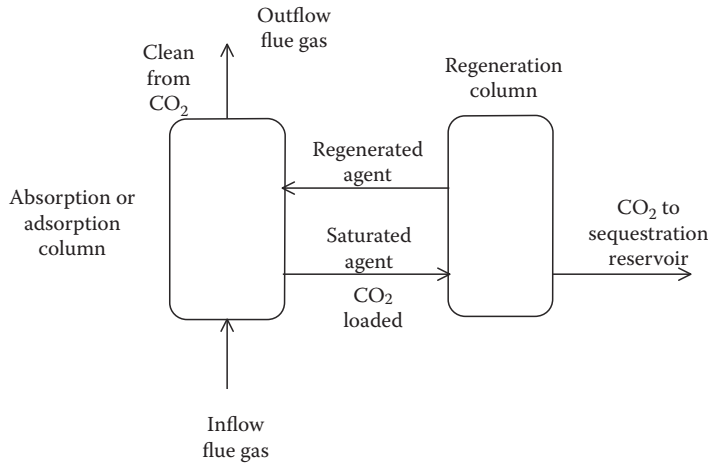 Outflow
flue gas
Clean
from
CO2
Regeneration
column
Regenerated
agent
Absorption or
adsorption
column
Saturated
agent
CO2
loaded
CO2 to
sequestration
reservoir
Inflow
flue gas